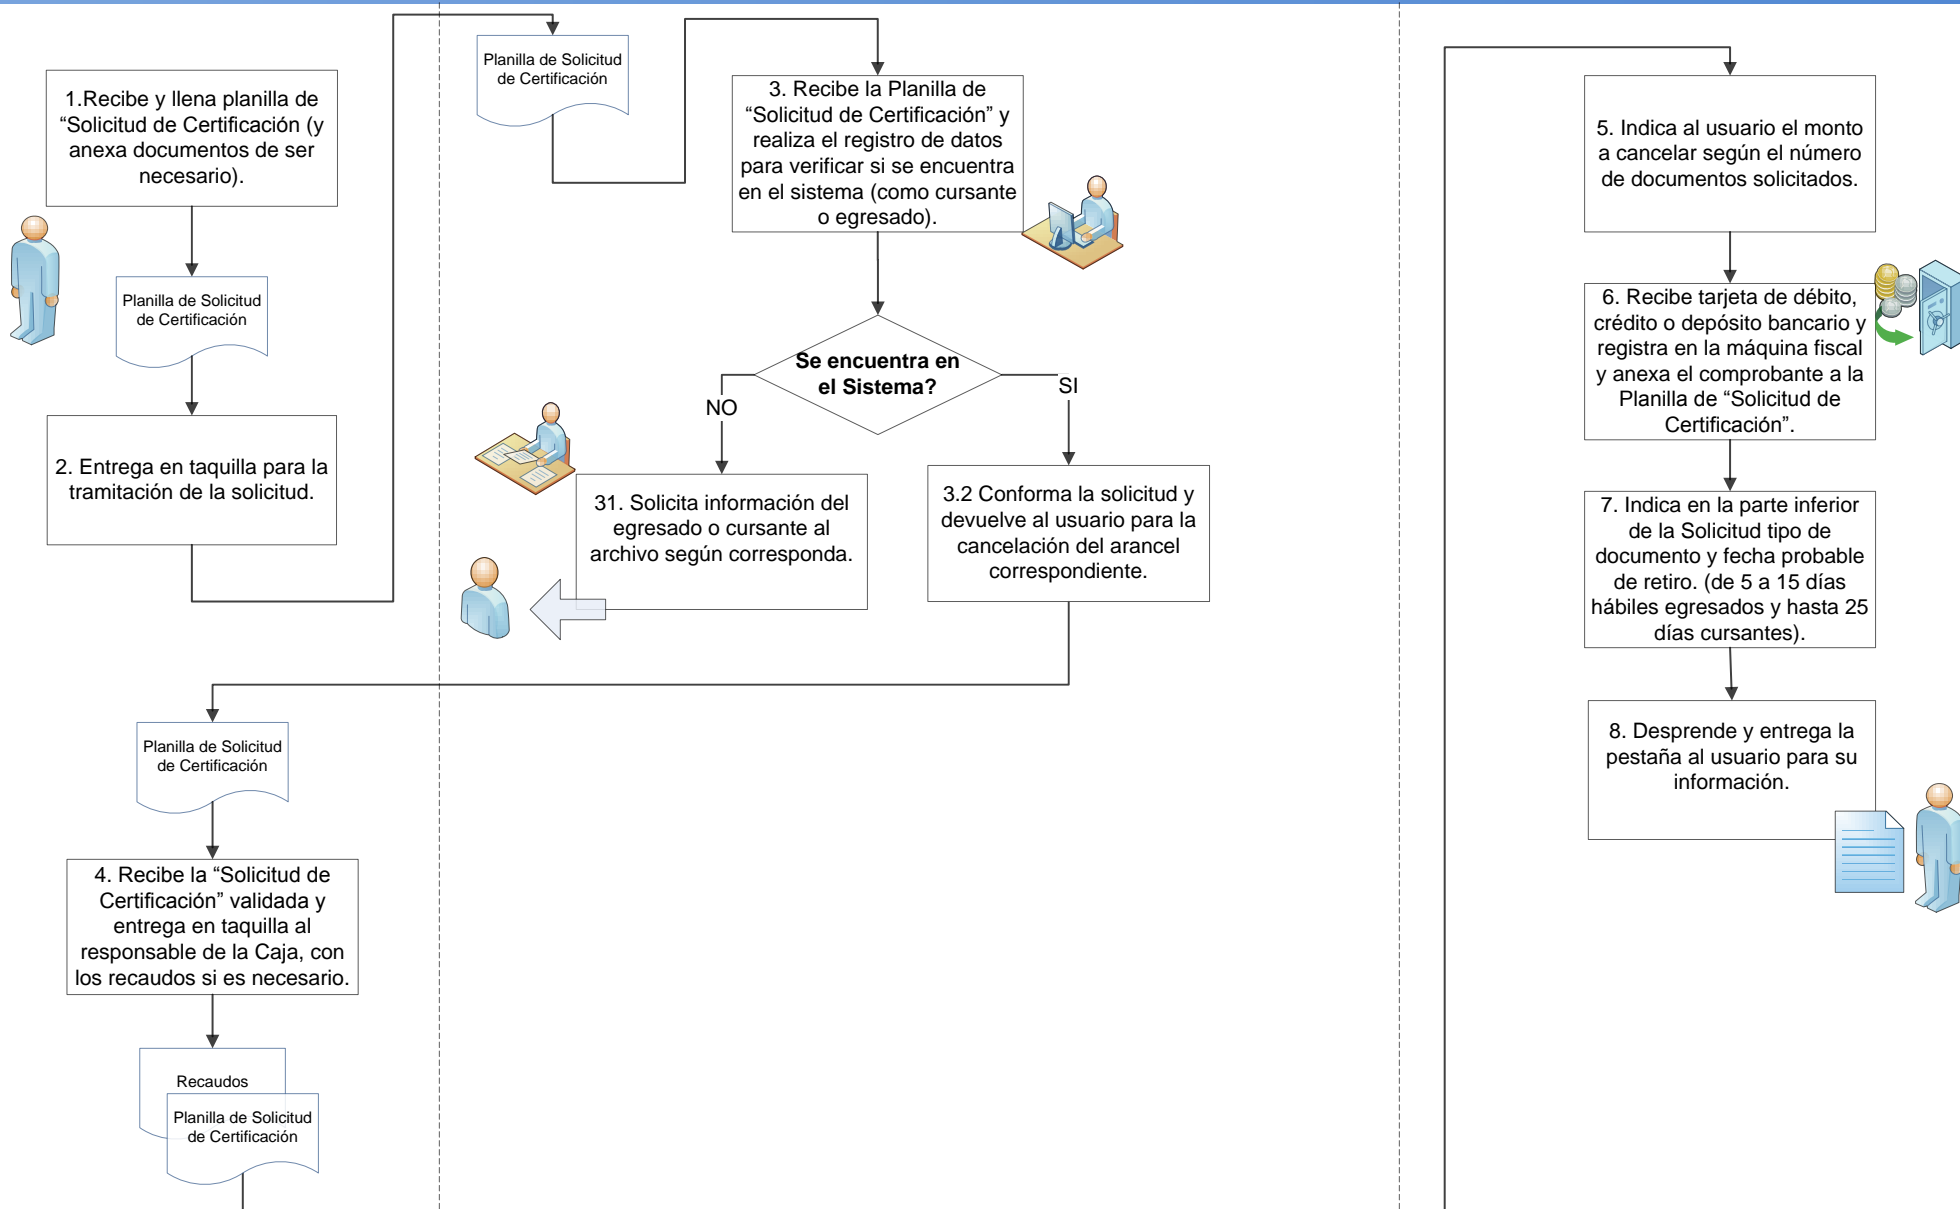 1.Recibe y llena planilla de
“Solicitud de Certificación (y
anexa documentos de ser
necesario).
Planilla de Solicitud
de Certificación
2. Entrega en taquilla para la
tramitación de la solicitud.
Planilla de Solicitud
de Certificación
3. Recibe la Planilla de
“Solicitud de Certificación” y
realiza el registro de datos
para verificar si se encuentra
en el sistema (como cursante
o egresado).
Se encuentra en
el Sistema?
NO
SI
31. Solicita información del
egresado o cursante al
archivo según corresponda.
3.2 Conforma la solicitud y
devuelve al usuario para la
cancelación del arancel
correspondiente.
Planilla de Solicitud
de Certificación
4. Recibe la “Solicitud de
Certificación” validada y
entrega en taquilla al
responsable de la Caja, con
los recaudos si es necesario.
Recaudos
Planilla de Solicitud
de Certificación
5. Indica al usuario el monto
a cancelar según el número
de documentos solicitados.
6. Recibe tarjeta de débito,
crédito o depósito bancario y
registra en la máquina fiscal
y anexa el comprobante a la
Planilla de “Solicitud de
Certificación”.
7. Indica en la parte inferior
de la Solicitud tipo de
documento y fecha probable
de retiro. (de 5 a 15 días
hábiles egresados y hasta 25
días cursantes).
8. Desprende y entrega la
pestaña al usuario para su
información.